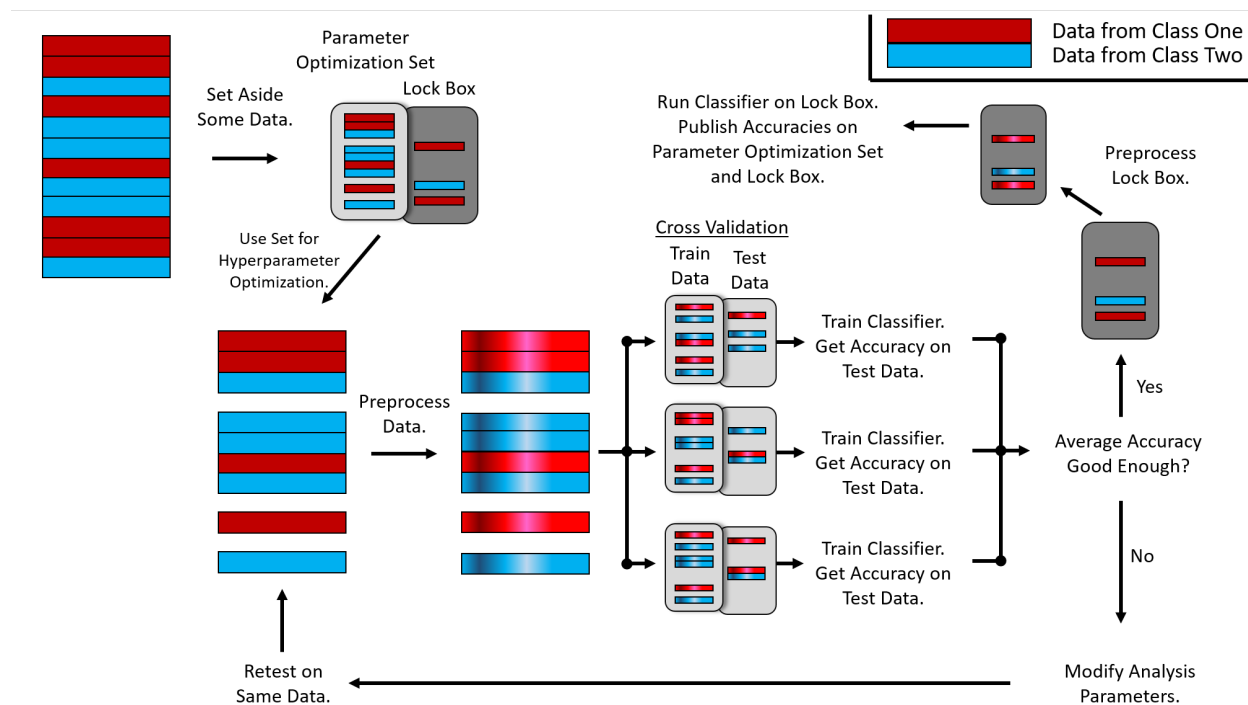 Data from Class One
Data from Class Two
Parameter
Optimization Set
Lock Box
Set Aside
Some Data.
Run Classifier on Lock Box.
Publish Accuracies on
Parameter Optimization Set
and Lock Box.
Preprocess
Lock Box.
Use Set for
Hyperparameter
Optimization.
Cross Validation
Train
Data
Test
Data
Preprocess
Data.
Train Classifier.
Get Accuracy on
Test Data.
Train Classifier.
Get Accuracy on
Test Data.
Train Classifier.
Get Accuracy on
Test Data.
Yes
Average Accuracy
Good Enough?
No
Modify Analysis
Parameters.
Retest on
Same Data.